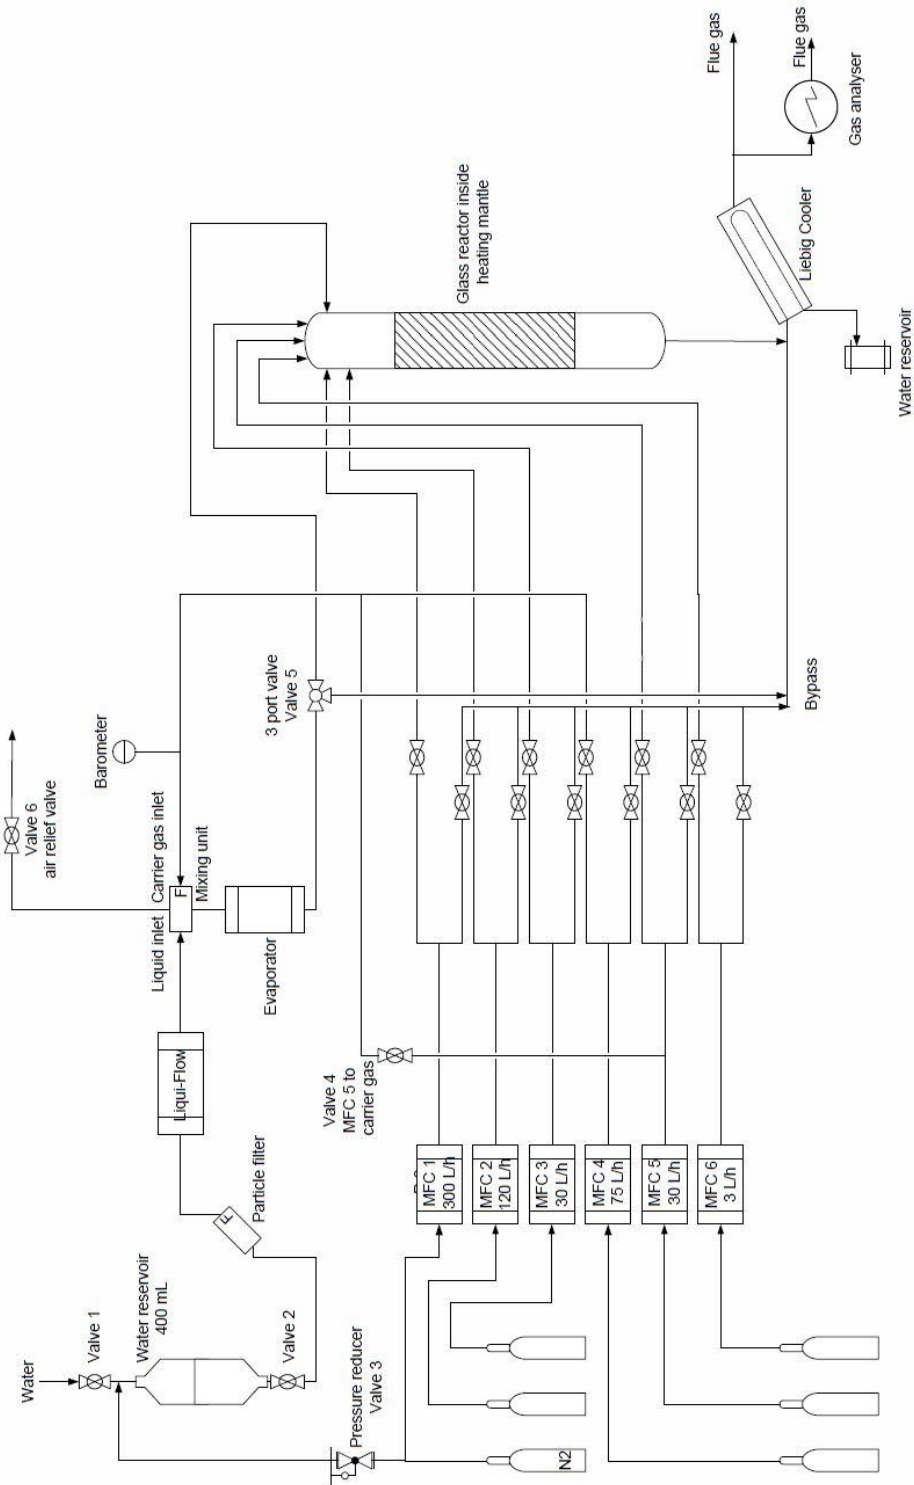 Water
Valve 1
Water reservoir
400 mL
Valve 2
Pressure reducer
Valve 3
N2
Particle filter
F
Liqui-Flow
Liquid inlet
Carrier gas inlet
F
Mixing unit
Evaporator
Valve 6
air relief valve
Barometer
3 port valve
Valve 5
Valve 4
MFC 5 to
carrier gas
MFC 1
300 L/h
MFC 2
120 L/h
MFC 3
30 L/h
MFC 4
75 L/h
MFC 5
30 L/h
MFC 6
3 L/h
Bypass
Glass reactor inside
heating mantle
Liebig Cooler
Water reservoir
Flue gas
Flue gas
Gas analyser